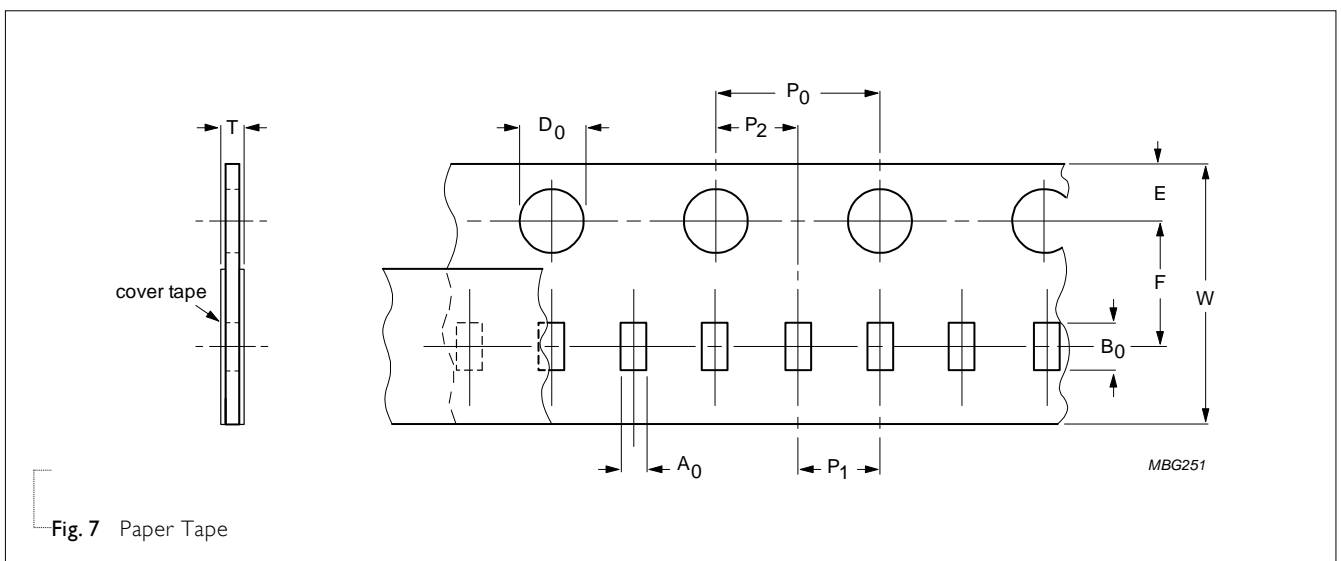 P0
T
D0
P2
E
cover tape
F
W
B0
A0
P1
MBG251
Fig. 7 Paper Tape